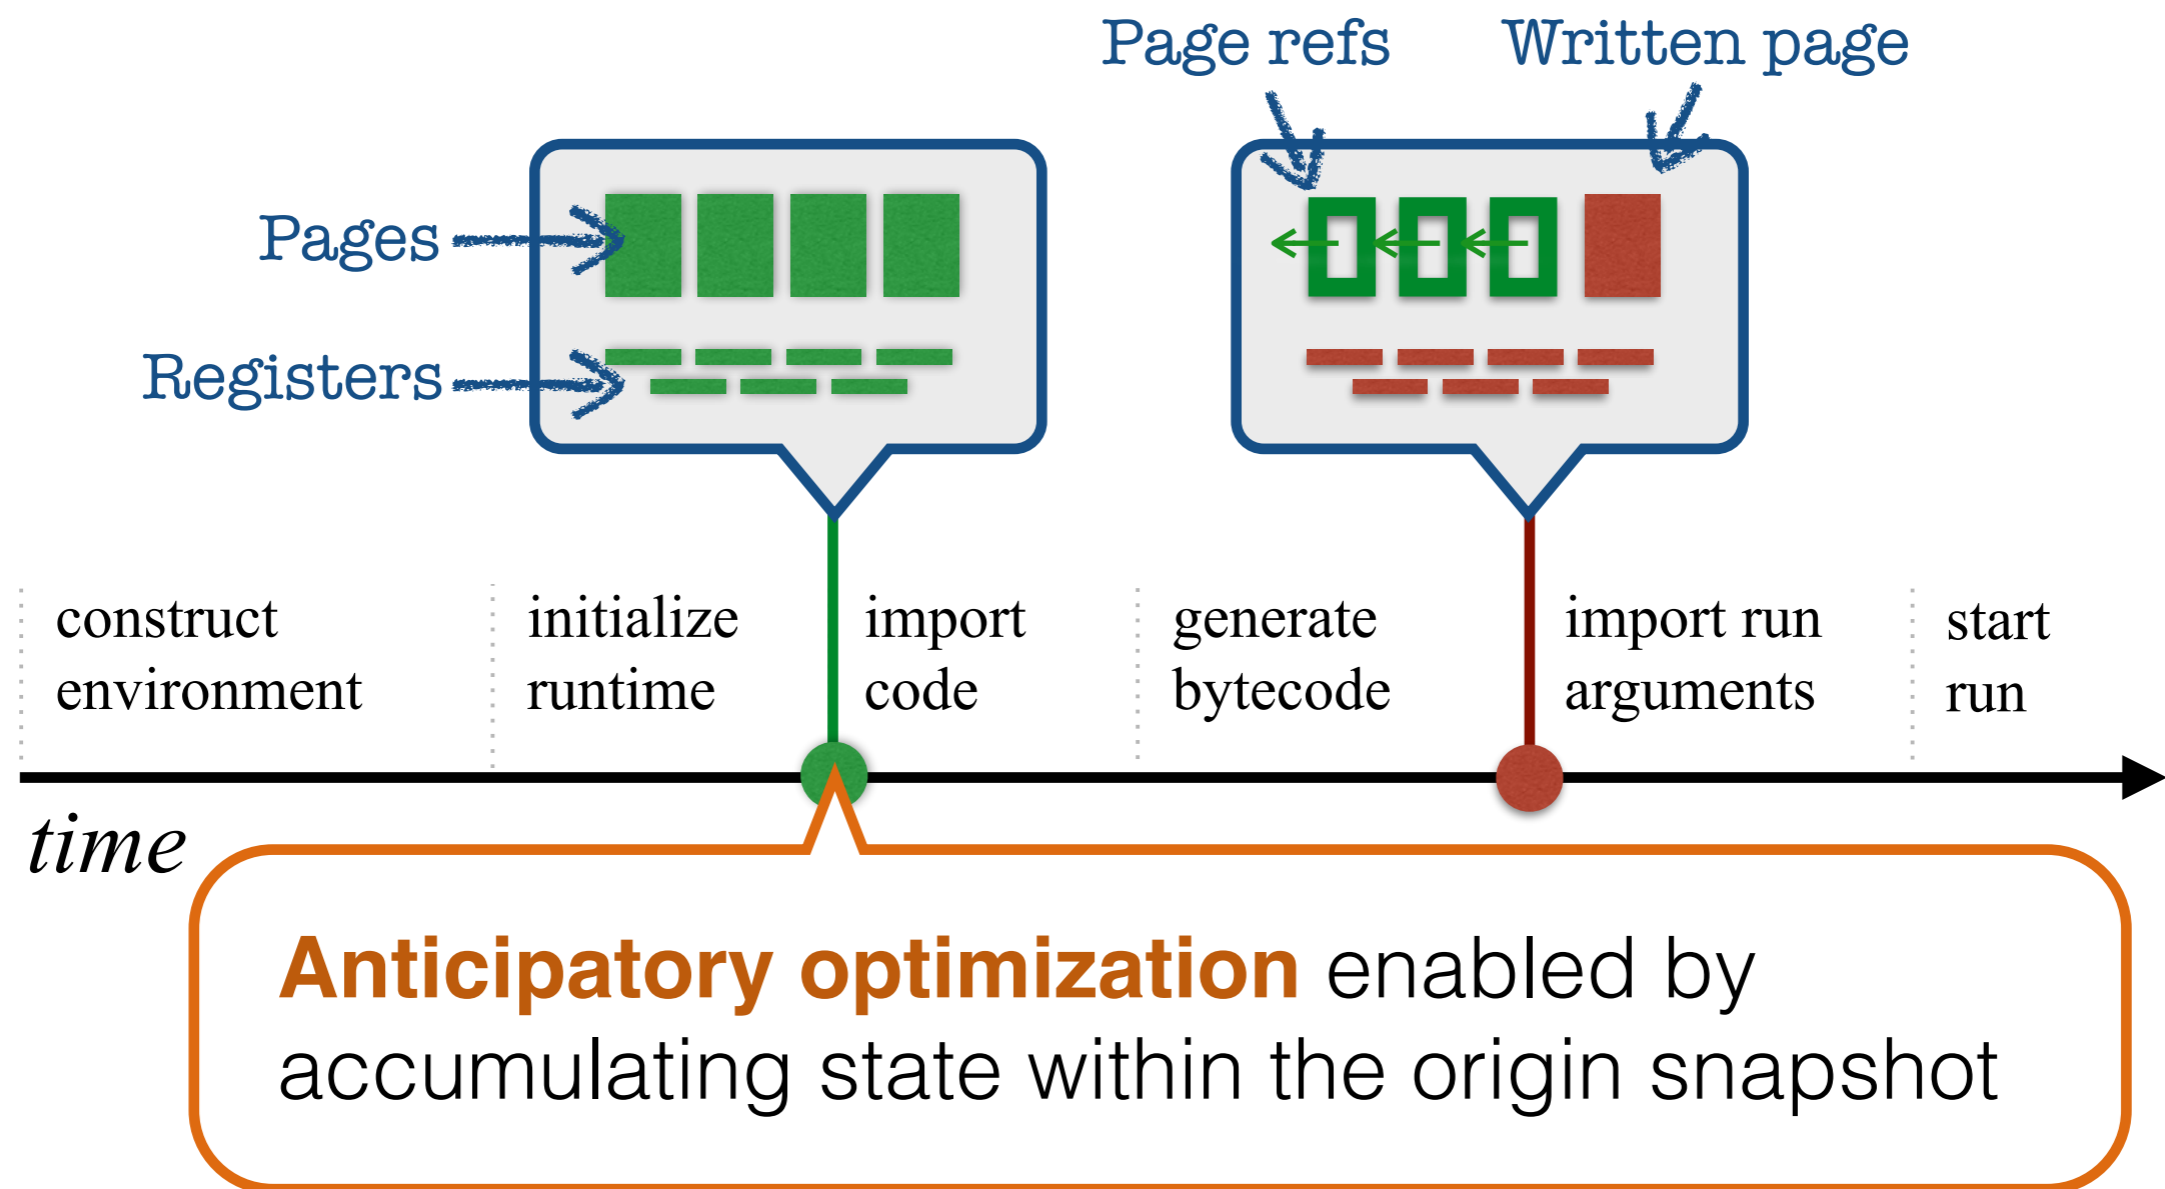 Page refs
Written page
Pages
Registers
construct
environment
initialize
runtime
import
code
generate
bytecode
import run
arguments
start
run
time
Anticipatory optimization enabled by
accumulating state within the origin snapshot